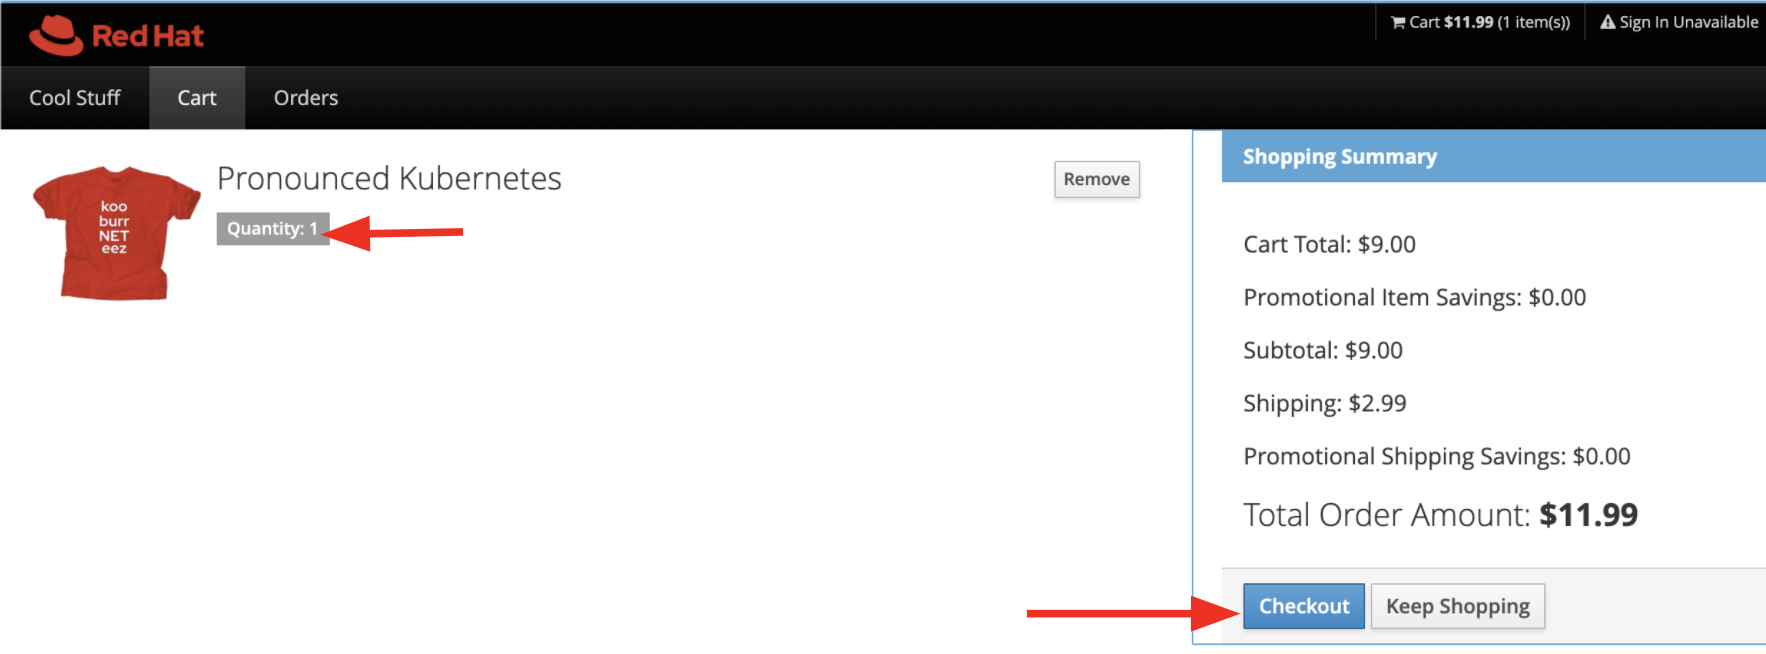 Red Hat
Cart $11.99 (1 item(s))
Sign In Unavailable
Cool Stuff
Cart
Orders
koo
burr
NET
eez
Pronounced Kubernetes
Quantity: 1
Remove
Shopping Summary
Cart Total: $9.00
Promotional Item Savings: $0.00
Subtotal: $9.00
Shipping: $2.99
Promotional Shipping Savings: $0.00
Total Order Amount: $11.99
Checkout
Keep Shopping